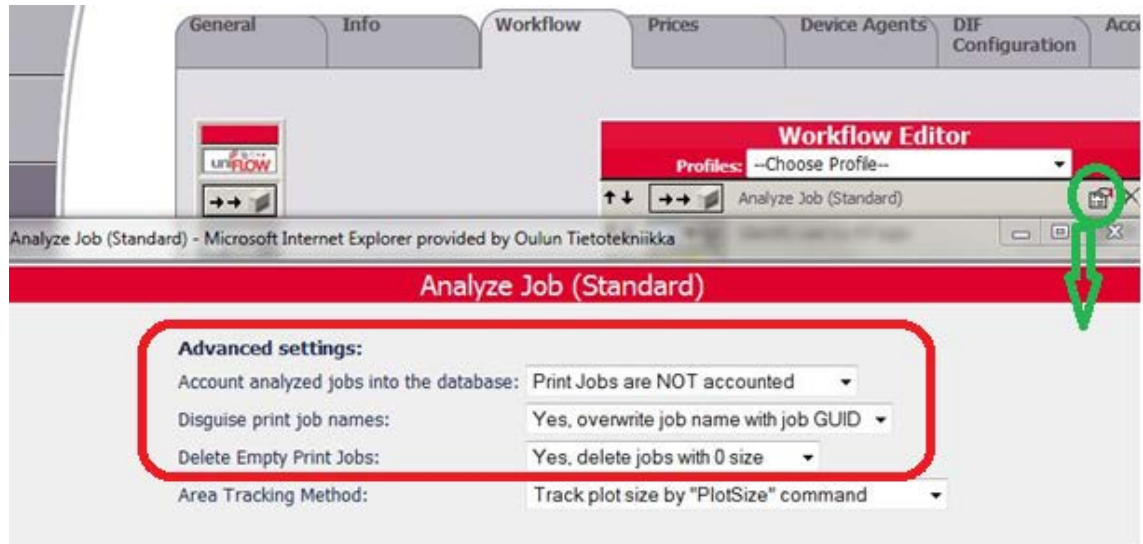 General Info Workflow Prices Device Agents DIF Configuration
uniFLOW
Workflow Editor
Profiles: --Choose Profile--
Analyze Job (Standard)
Analyze Job (Standard) - Microsoft Internet Explorer provided by Oulun Tietotekniikka
Analyze Job (Standard)
Advanced settings:
Account analyzed jobs into the database: Print Jobs are NOT accounted
Disguise print job names: Yes, overwrite job name with job GUID
Delete Empty Print Jobs: Yes, delete jobs with 0 size
Area Tracking Method: Track plot size by "PlotSize" command